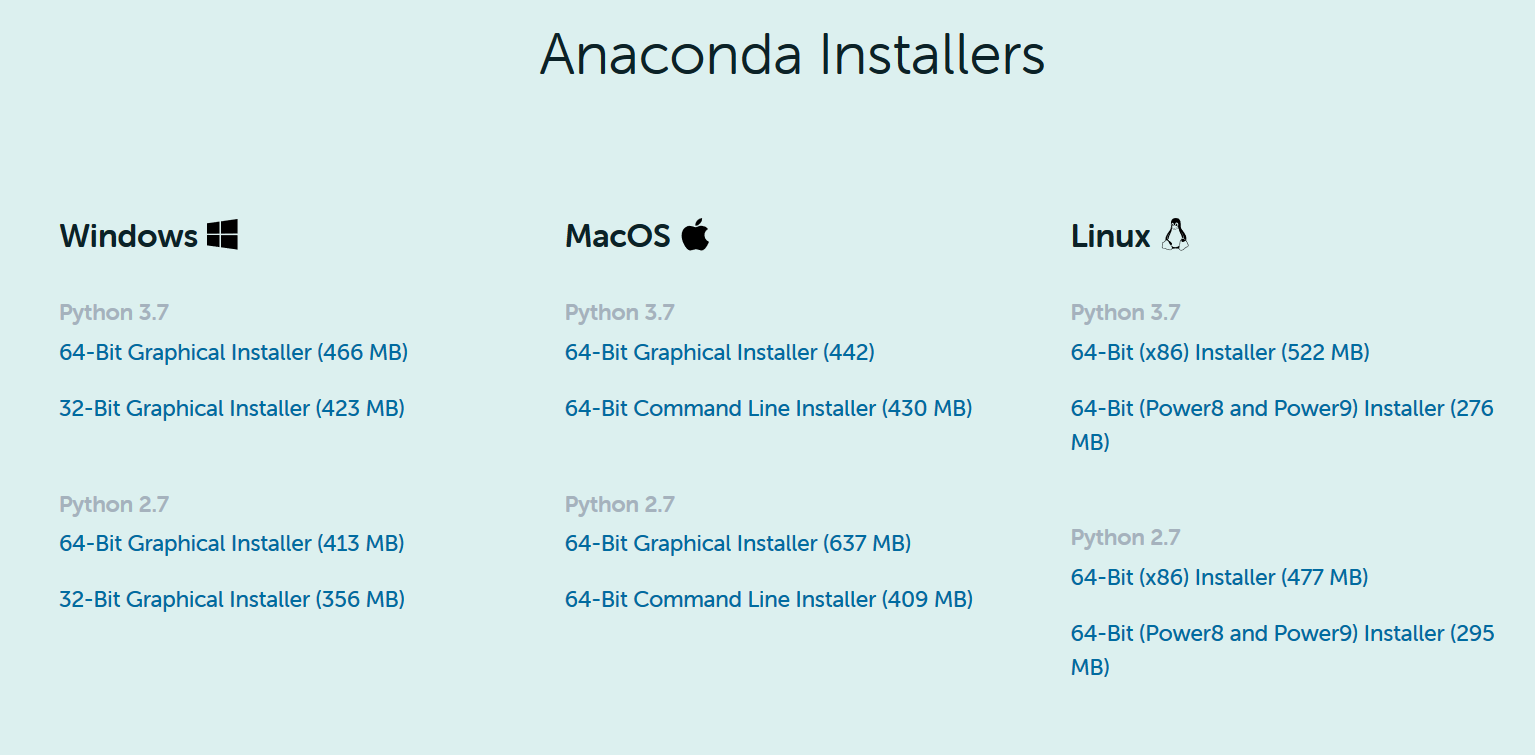 Anaconda Installers
Windows
Python 3.7
64-Bit Graphical Installer (466 MB)
32-Bit Graphical Installer (423 MB)
Python 2.7
64-Bit Graphical Installer (413 MB)
32-Bit Graphical Installer (356 MB)
MacOS
Python 3.7
64-Bit Graphical Installer (442)
64-Bit Command Line Installer (430 MB)
Python 2.7
64-Bit Graphical Installer (637 MB)
64-Bit Command Line Installer (409 MB)
Linux
Python 3.7
64-Bit (x86) Installer (522 MB)
64-Bit (Power8 and Power9) Installer (276
MB)
Python 2.7
64-Bit (x86) Installer (477 MB)
64-Bit (Power8 and Power9) Installer (295
MB)